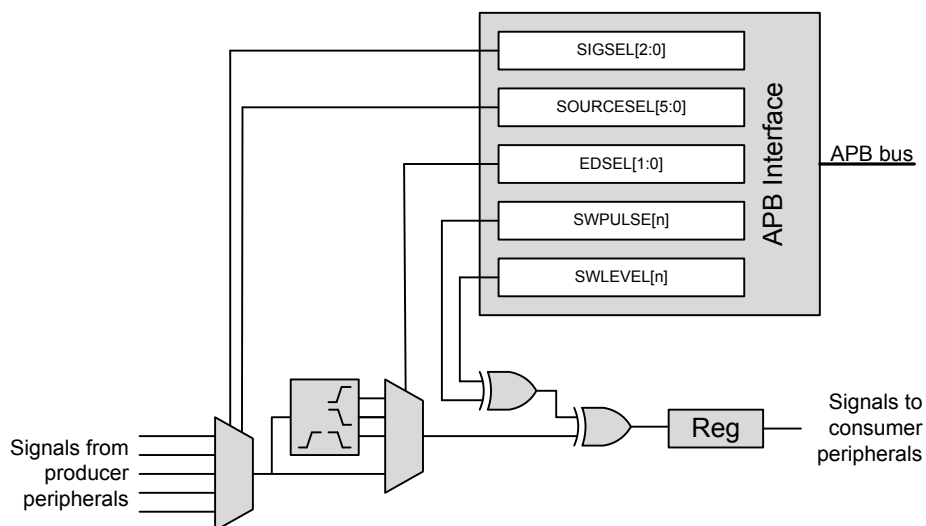 SIGSEL[2:0]
SOURCESEL[5:0]
EDSEL[1:0]
SWPULSE[n]
SWLEVEL[n]
APB Interface
APB bus
Signals from
producer
peripherals
Reg
Signals to
consumer
peripherals